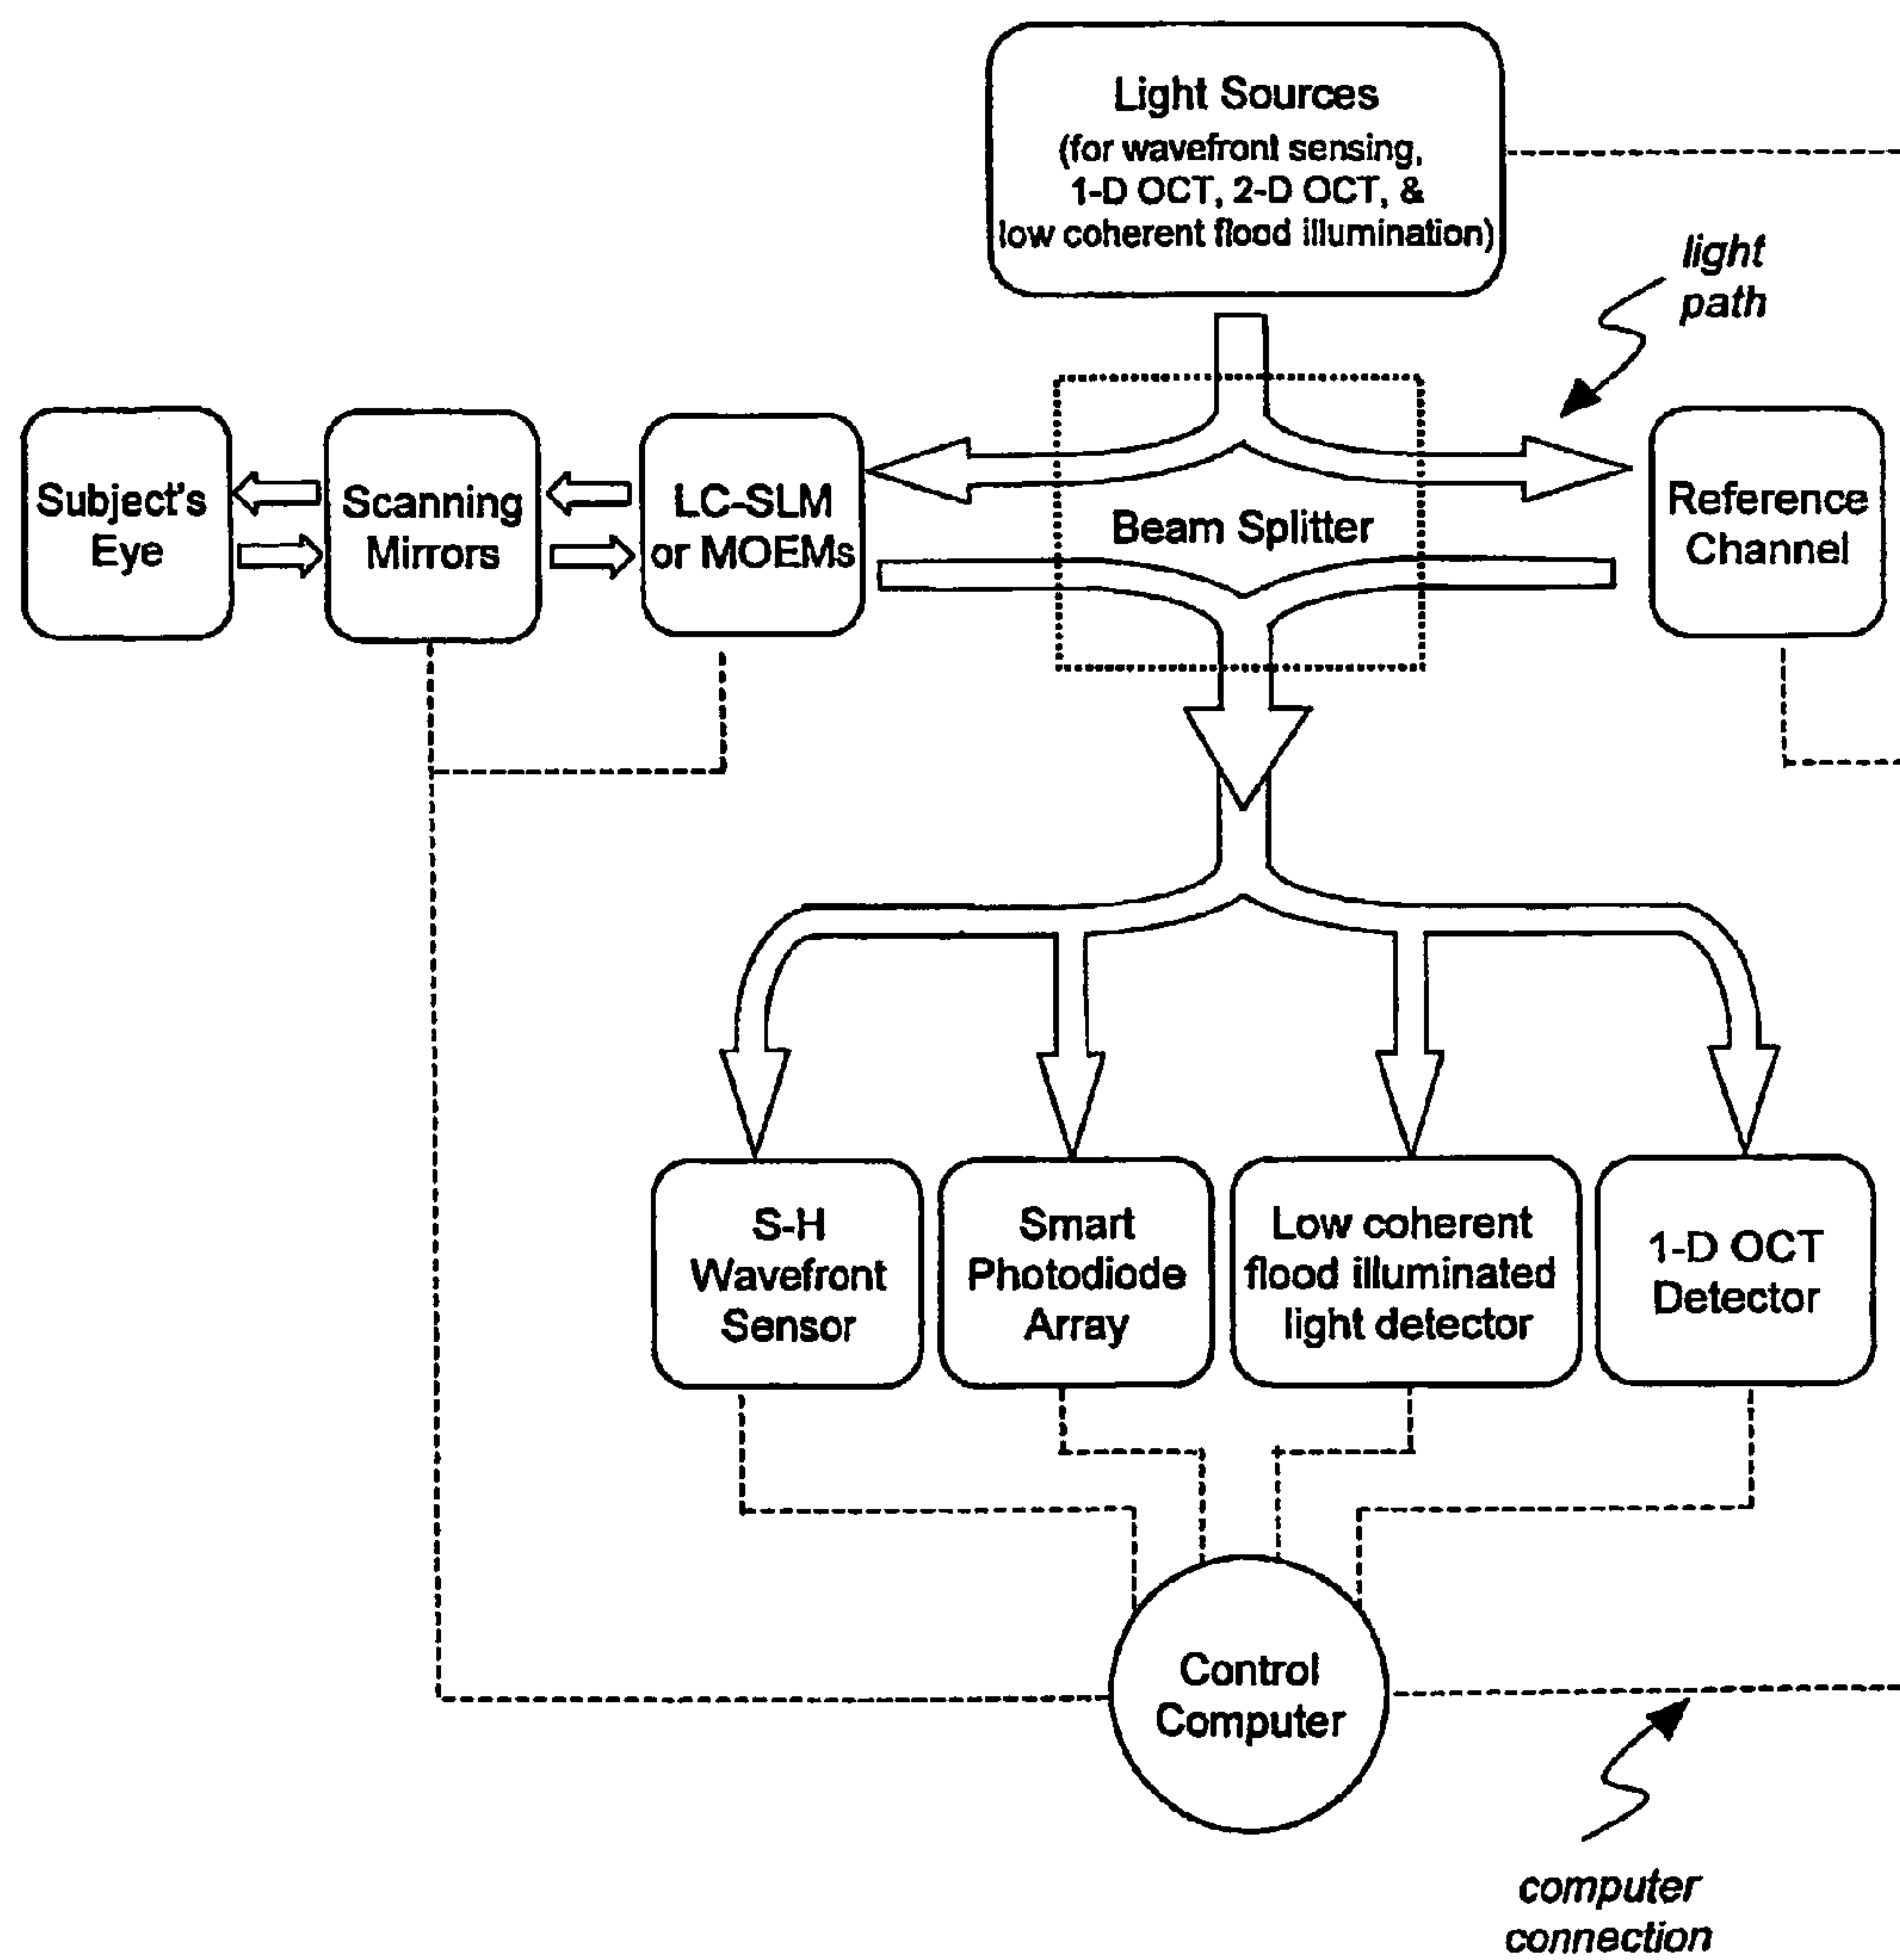 Light Sources
(for wavefront sensing,
1-D OCT, 2-D OCT, &
low coherent flood illumination)
light
path
Subject's
Eye
Scanning
Mirrors
LC-SLM
or MOEMs
Beam Splitter
Reference
Channel
S-H
Wavefront
Sensor
Smart
Photodiode
Array
Low coherent
flood illuminated
light detector
1-D OCT
Detector
Control
Computer
computer
connection